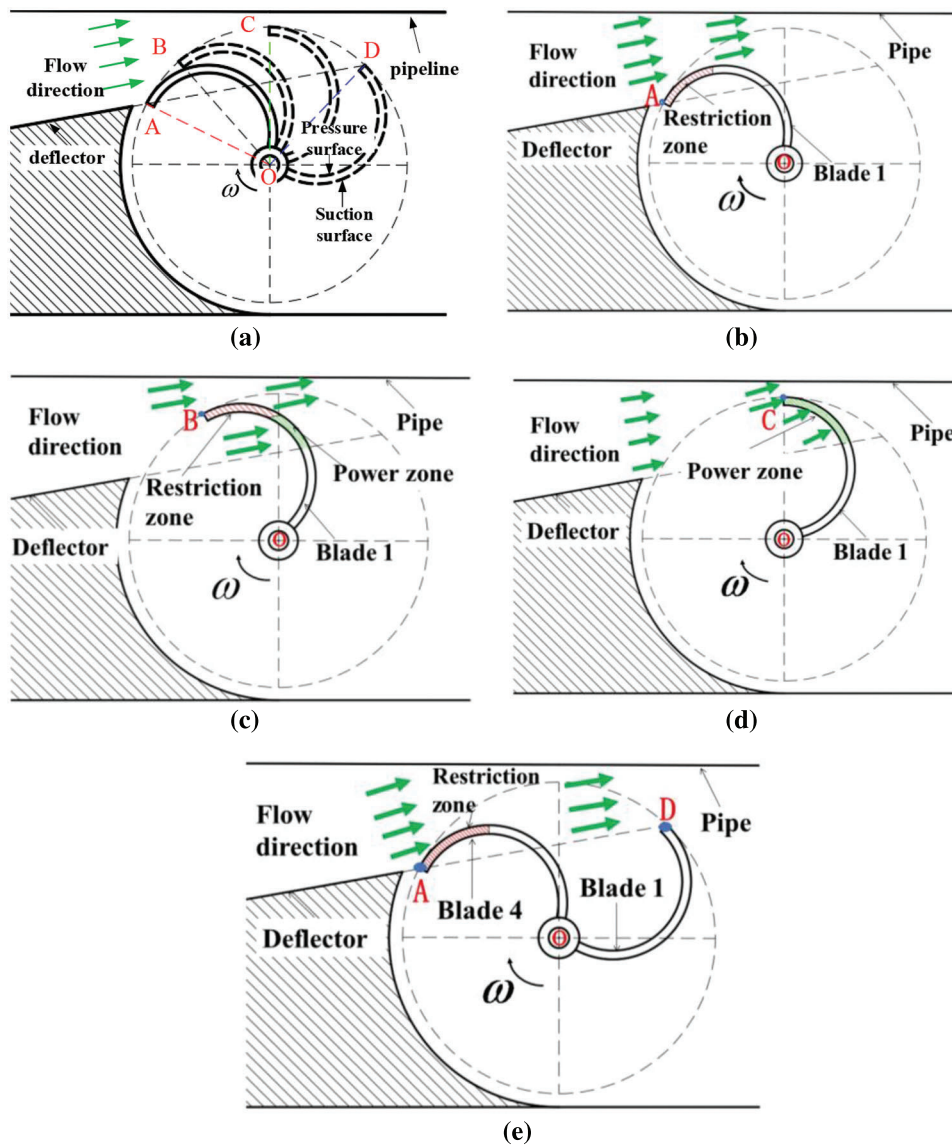 C
B
D
Flow
direction
pipeline
A
Pressure
surface
deflector
O
ω
Suction
surface
(a)
Pipe
Flow
direction
A
Restriction
zone
Deflector
O
Blade 1
ω
(b)
Flow
direction
B
Pipe
Restriction
zone
Power zone
Deflector
O
Blade 1
ω
(c)
Flow
direction
C
Pipe
Power zone
Deflector
O
Blade 1
ω
(d)
Restriction
zone
Flow
direction
D
Pipe
A
Blade 4
Blade 1
Deflector
O
ω
(e)